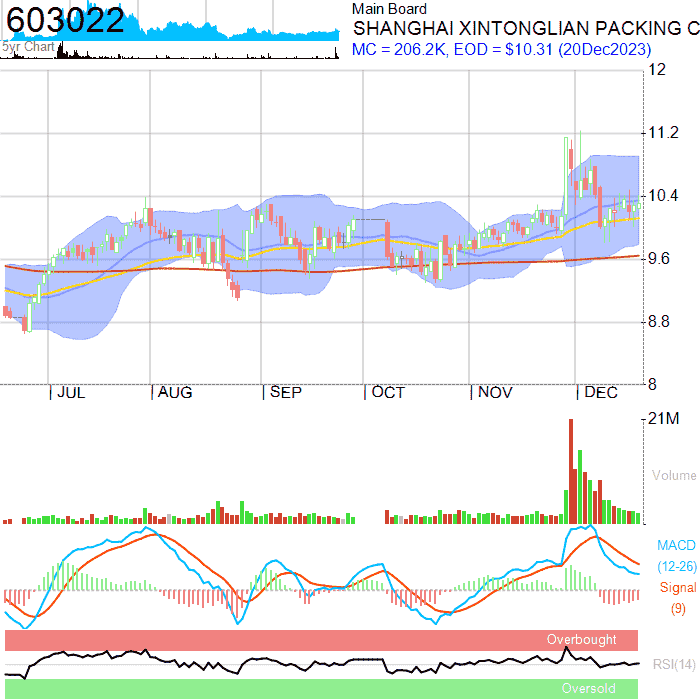 603022
5yr Chart
Main Board
SHANGHAI XINTONGLIAN PACKING C
MC = 206.2K, EOD = $10.31 (20Dec2023)
12
11.2
10.4
9.6
8.8
8
JUL
AUG
SEP
OCT
NOV
DEC
21M
Volume
MACD
(12-26)
Signal
(9)
Overbought
RSI(14)
Oversold